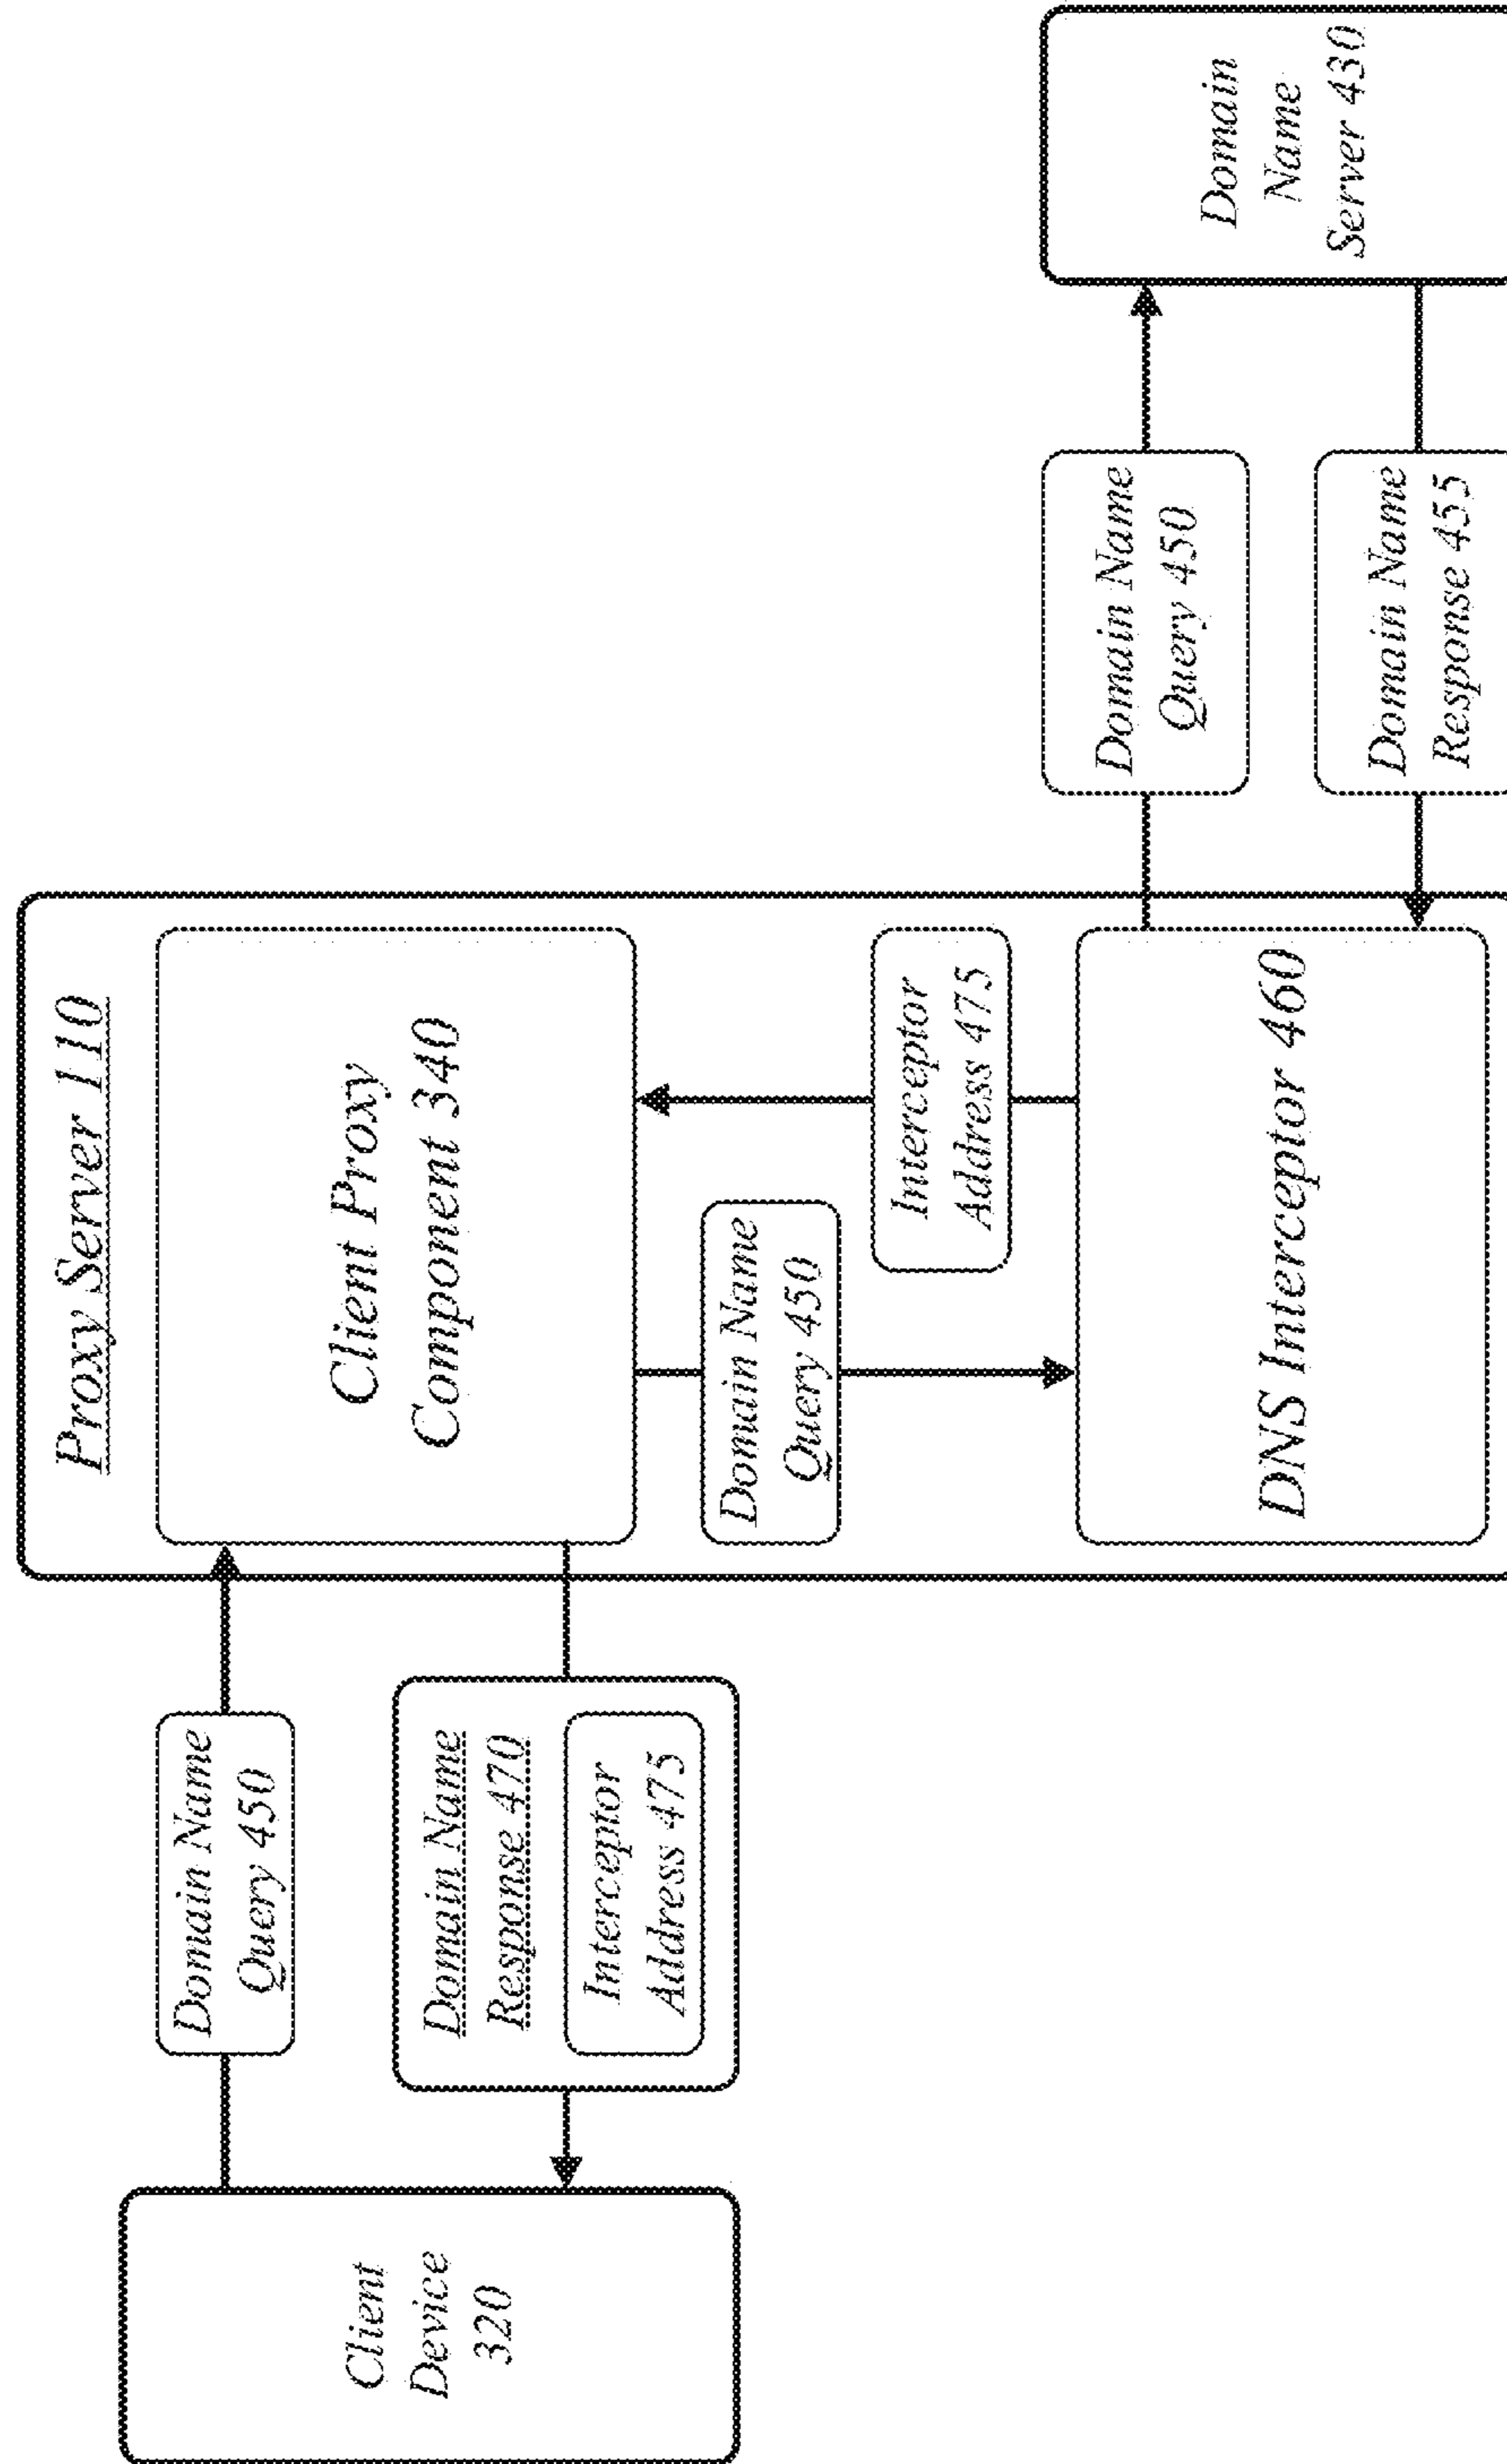 Proxy Server 110
Client
Device
320
Domain Name
Query 450
Domain Name
Response 470
Interceptor
Address 475
Client Proxy
Component 340
Domain Name
Query 450
Interceptor
Address 475
DNS Interceptor 460
Domain Name
Query 450
Domain Name
Response 455
Domain
Name
Server 430